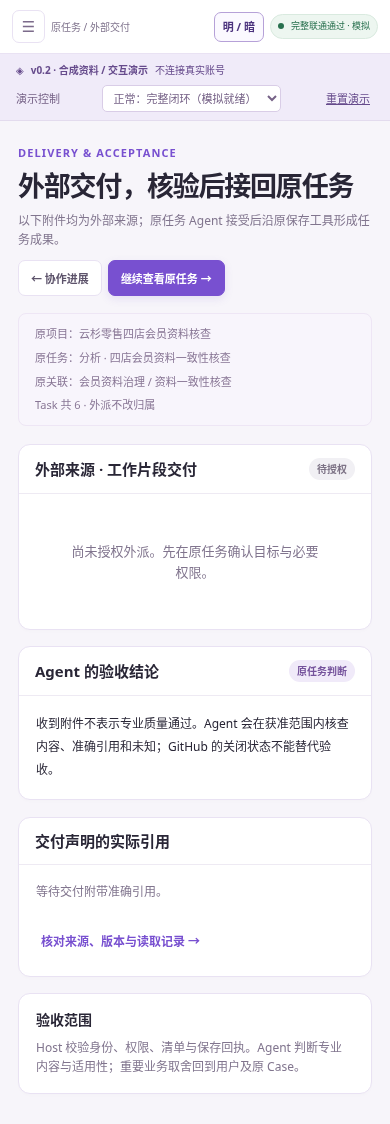 ☰ 原任务 / 外部交付 明 / 暗 完整联通通过 · 模拟
◈ v0.2 · 合成资料 / 交互演示 不连接真实账号
演示控制 正常：完整闭环（模拟就绪） 重置演示
DELIVERY & ACCEPTANCE
外部交付，核验后接回原任务
以下附件均为外部来源；原任务 Agent 接受后沿原保存工具形成任
务成果。
← 协作进展 继续查看原任务 →
原项目：云杉零售四店会员资料核查
原任务：分析 · 四店会员资料一致性核查
原关联：会员资料治理 / 资料一致性核查
Task 共 6 · 外派不改归属
外部来源 · 工作片段交付 待授权
尚未授权外派。先在原任务确认目标与必要
权限。
Agent 的验收结论 原任务判断
收到附件不表示专业质量通过。Agent 会在获准范围内核查
内容、准确引用和未知；GitHub 的关闭状态不能替代验
收。
交付声明的实际引用
等待交付附带准确引用。
核对来源、版本与读取记录 →
验收范围
Host 校验身份、权限、清单与保存回执。Agent 判断专业
内容与适用性；重要业务取舍回到用户及原 Case。